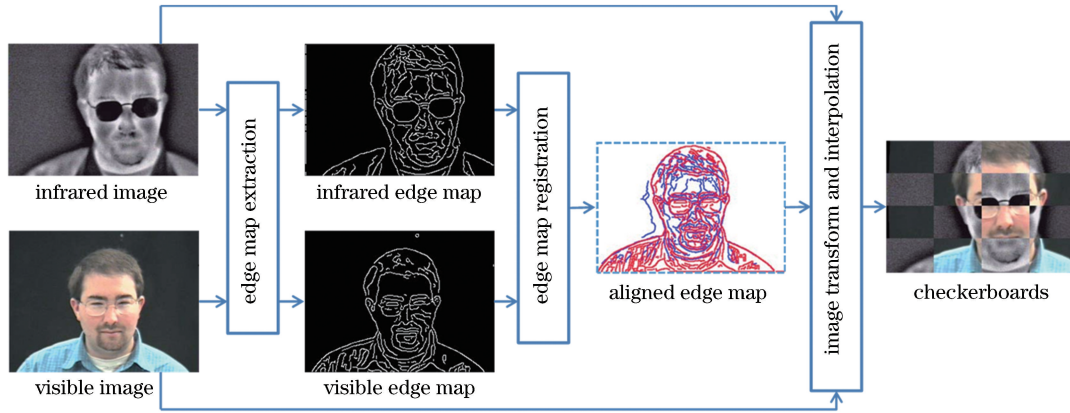 infrared image
visible image
edge map extraction
infrared edge map
visible edge map
edge map registration
aligned edge map
image transform and interpolation
checkerboards